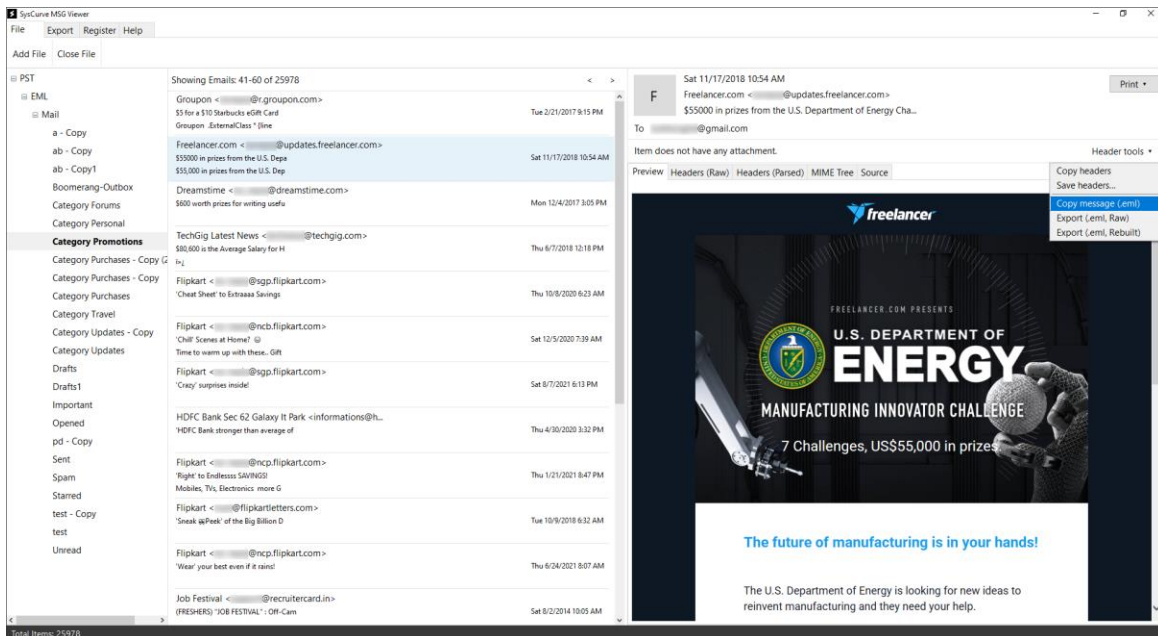 SysCurve MSG Viewer
File Export Register Help
Add File Close File
PST
EML
Mail
a - Copy
ab - Copy
ab - Copy1
Boomerang-Outbox
Category Forums
Category Personal
Category Promotions
Category Purchases - Copy (2
Category Purchases - Copy
Category Purchases
Category Travel
Category Updates - Copy
Category Updates
Drafts
Drafts1
Important
Opened
pd - Copy
Sent
Spam
Starred
test - Copy
test
Unread
Showing Emails: 41-60 of 25978 < >
Groupon < @r.groupon.com>
$5 for a $10 Starbucks eGift Card Tue 2/21/2017 9:15 PM
Groupon .ExternalClass * {line
Freelancer.com < @updates.freelancer.com>
$55000 in prizes from the U.S. Depa Sat 11/17/2018 10:54 AM
$55,000 in prizes from the U.S. Dep
Dreamstime < @dreamstime.com>
$600 worth prizes for writing usefu Mon 12/4/2017 3:05 PM
TechGig Latest News < @techgig.com>
$80,600 is the Average Salary for H Thu 6/7/2018 12:18 PM
Flipkart < @sgp.flipkart.com>
'Cheat Sheet' to Extraaaa Savings Thu 10/8/2020 6:23 AM
Flipkart < @ncb.flipkart.com>
'Chill' Scenes at Home? Sat 12/5/2020 7:39 AM
Time to warm up with these.. Gift
Flipkart < @sgp.flipkart.com>
'Crazy' surprises inside! Sat 8/7/2021 6:13 PM
HDFC Bank Sec 62 Galaxy It Park <informations@h...
'HDFC Bank stronger than average of Thu 4/30/2020 3:32 PM
Flipkart < @ncp.flipkart.com>
'Right' to Endlessss SAVINGS! Thu 1/21/2021 8:47 PM
Mobiles, TVs, Electronics more G
Flipkart < @flipkartletters.com>
'Sneak Peek' of the Big Billion D Tue 10/9/2018 6:32 AM
Flipkart < @ncp.flipkart.com>
'Wear' your best even if it rains! Thu 6/24/2021 8:07 AM
Job Festival < @recruitercard.in>
(FRESHERS) "JOB FESTIVAL" : Off-Cam Sat 8/2/2014 10:05 AM
F
Sat 11/17/2018 10:54 AM
Freelancer.com < @updates.freelancer.com>
$55000 in prizes from the U.S. Department of Energy Cha...
Print
To @gmail.com
Item does not have any attachment. Header tools
Preview Headers (Raw) Headers (Parsed) MIME Tree Source
Copy headers
Save headers...
Copy message (.eml)
Export (.eml, Raw)
Export (.eml, Rebuilt)
freelancer
FREELANCER.COM PRESENTS
U.S. DEPARTMENT OF
ENERGY
MANUFACTURING INNOVATOR CHALLENGE
7 Challenges, US$55,000 in prizes
The future of manufacturing is in your hands!
The U.S. Department of Energy is looking for new ideas to
reinvent manufacturing and they need your help.
Total Items: 25978